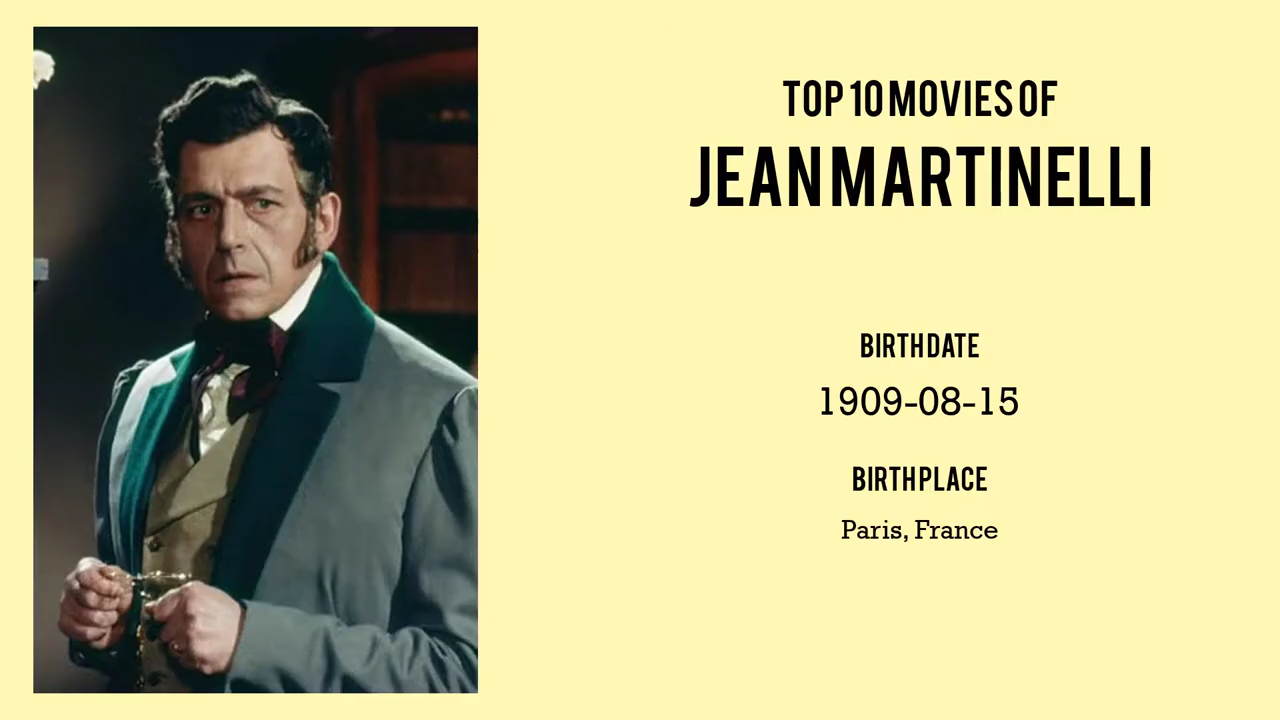 TOP 10 MOVIES OF
JEAN MARTINELLI
BIRTHDATE
1909-08-15
BIRTHPLACE
Paris, France